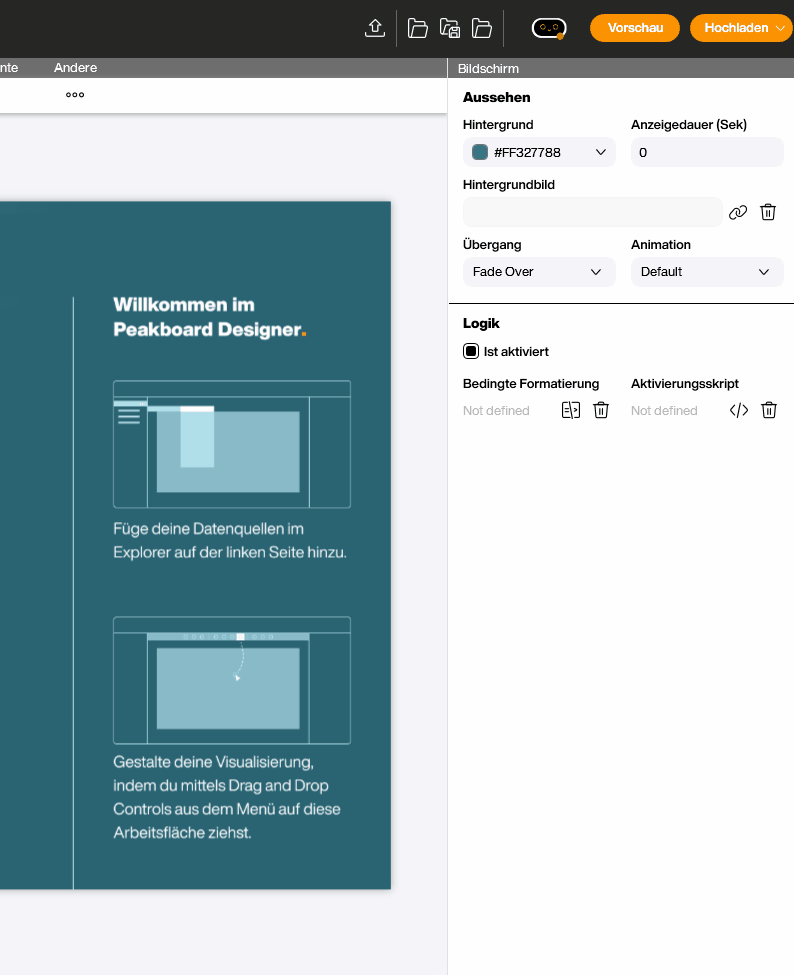 Vorschau
Hochladen
nte
Andere
Bildschirm
Aussehen
Hintergrund
Anzeigedauer (Sek)
#FF327788
0
Hintergrundbild
Übergang
Animation
Fade Over
Default
Logik
Ist aktiviert
Bedingte Formatierung
Aktivierungsskript
Not defined
Not defined
Willkommen im
Peakboard Designer.
Füge deine Datenquellen im
Explorer auf der linken Seite hinzu.
Gestalte deine Visualisierung,
indem du mittels Drag and Drop
Controls aus dem Menü auf diese
Arbeitsfläche ziehst.